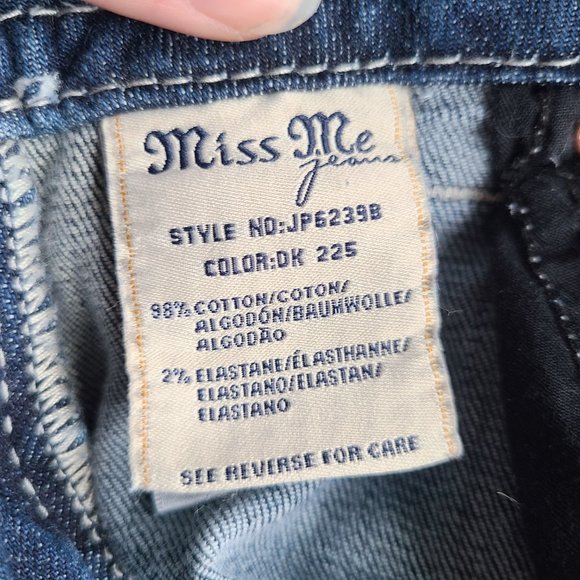 Miss Me
jeans
STYLE NO:JP6239B
COLOR:DK 225
98% COTTON/COTON/
ALGODÓN/BAUMWOLLE/
ALGODÃO
2% ELASTANE/ÉLASTHANNE/
ELASTANO/ELASTAN/
ELASTANO
SEE REVERSE FOR CARE